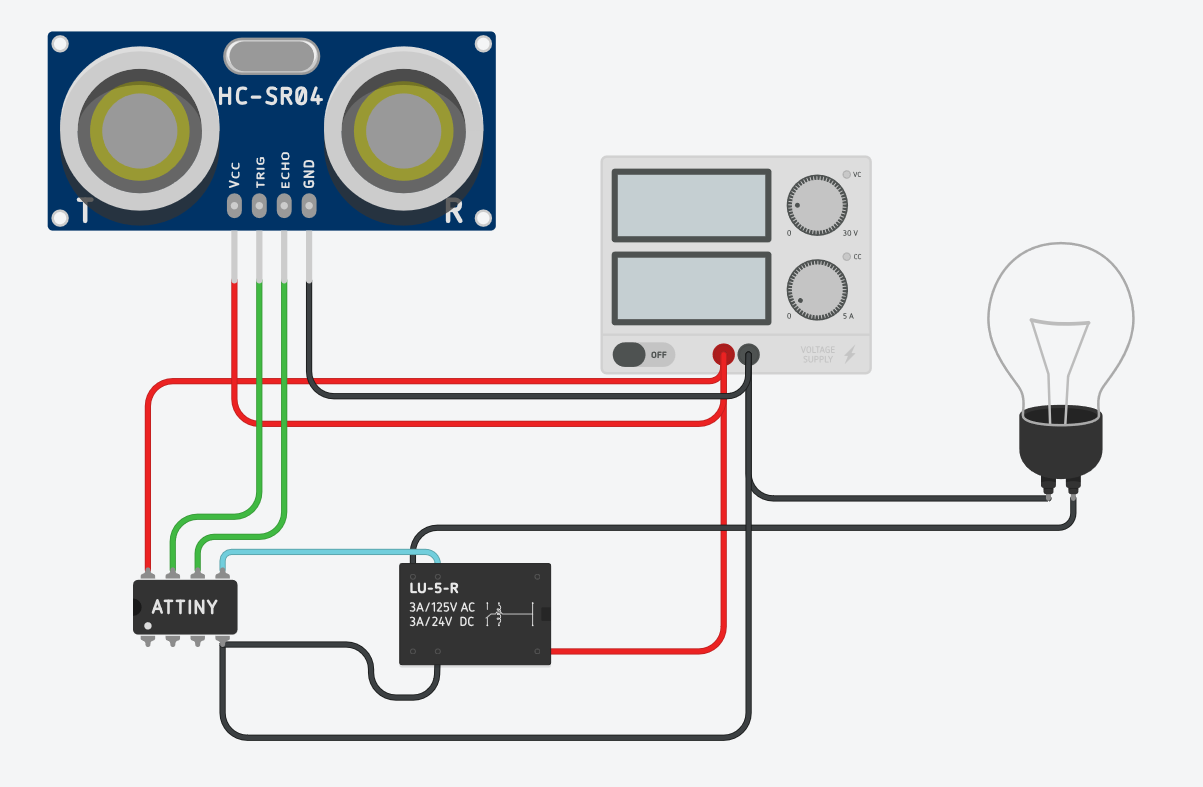 HC-SR04
VCC
TRIG
ECHO
GND
T
R
VC
0
30 V
CC
0
5 A
OFF
VOLTAGE
SUPPLY
ATTINY
LU-5-R
3A/125V AC
3A/24V DC